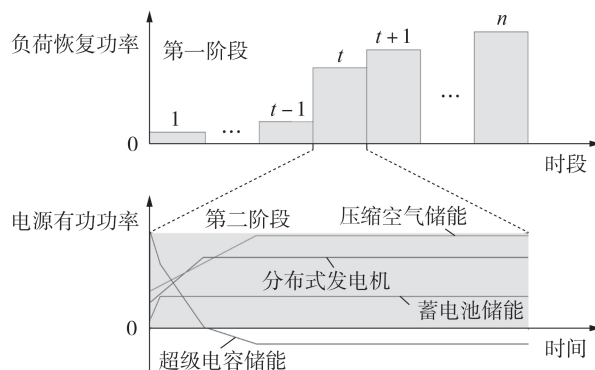 负荷恢复功率
第一阶段
1
...
t−1
t
t+1
...
n
0
时段
电源有功功率
第二阶段
压缩空气储能
分布式发电机
蓄电池储能
0
时间
超级电容储能